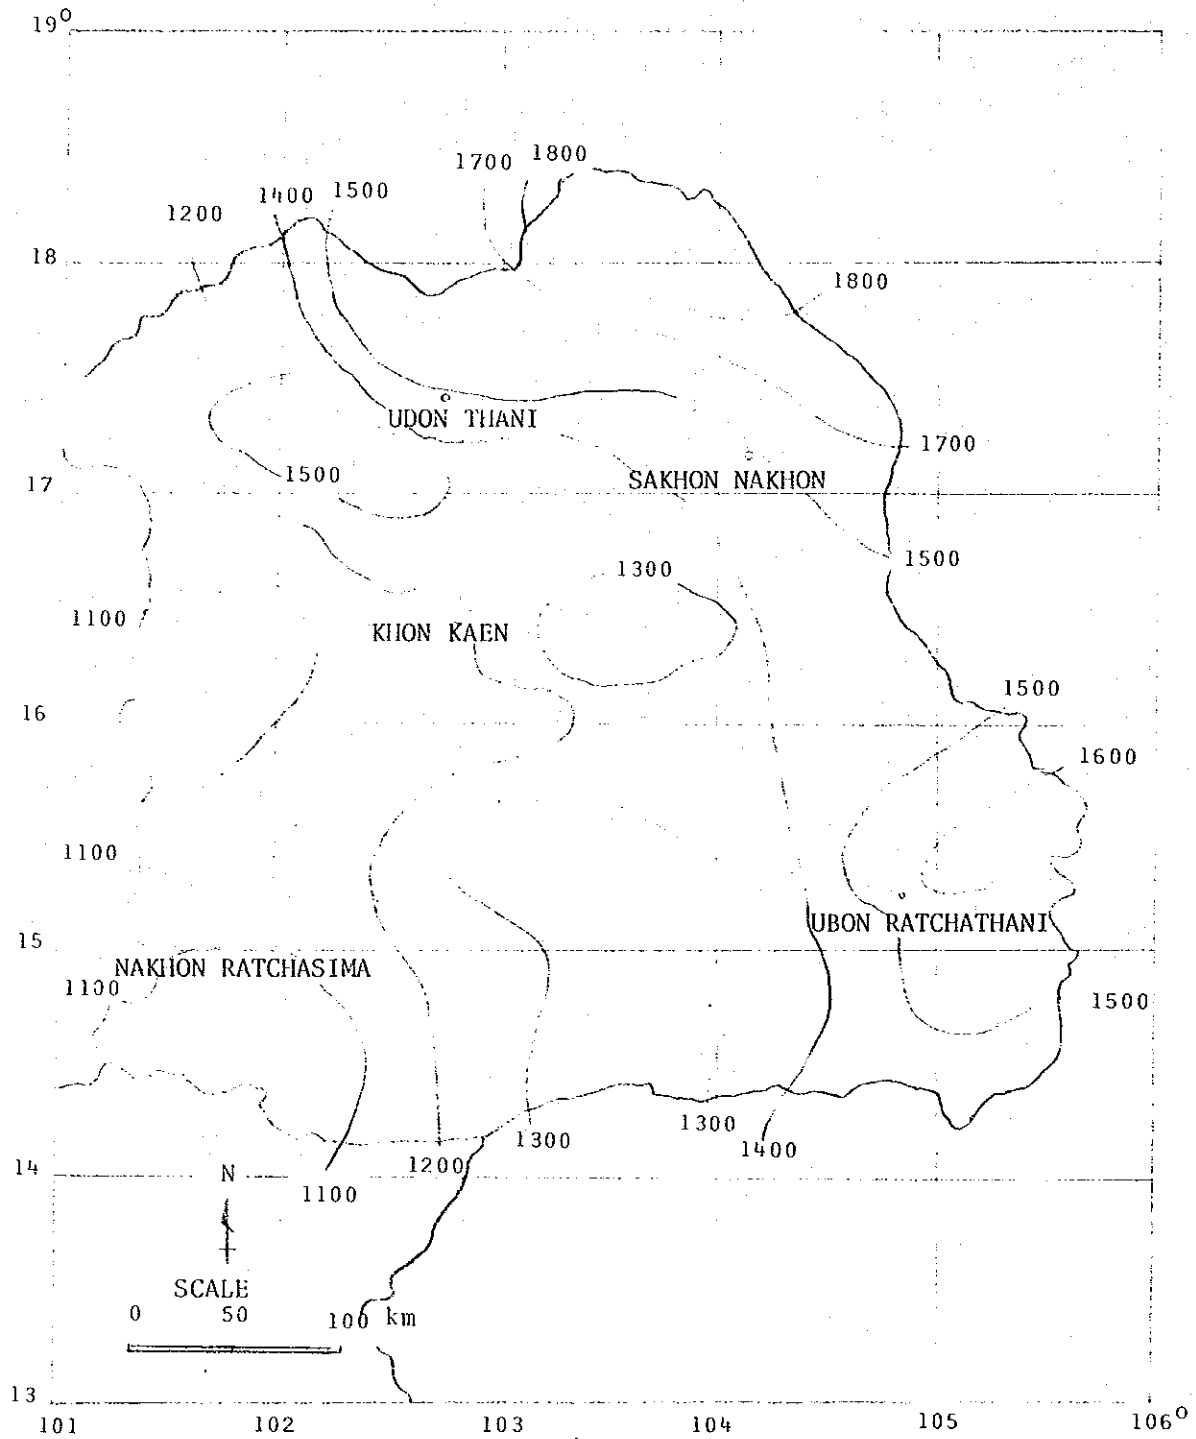 19°
1700 1800
1400 1500
1200
18
1800
UDON THANI
1700
1500
SAKHON NAKHON
17
1500
1300
1100
KHON KAEN
1500
16
1600
1100
UBON RATCHATHANI
15
NAKHON RATCHASIMA
1100
1500
1300
1300
1400
1200
14
N
1100
SCALE
0 50 100 km
13
101 102 103 104 105 106°